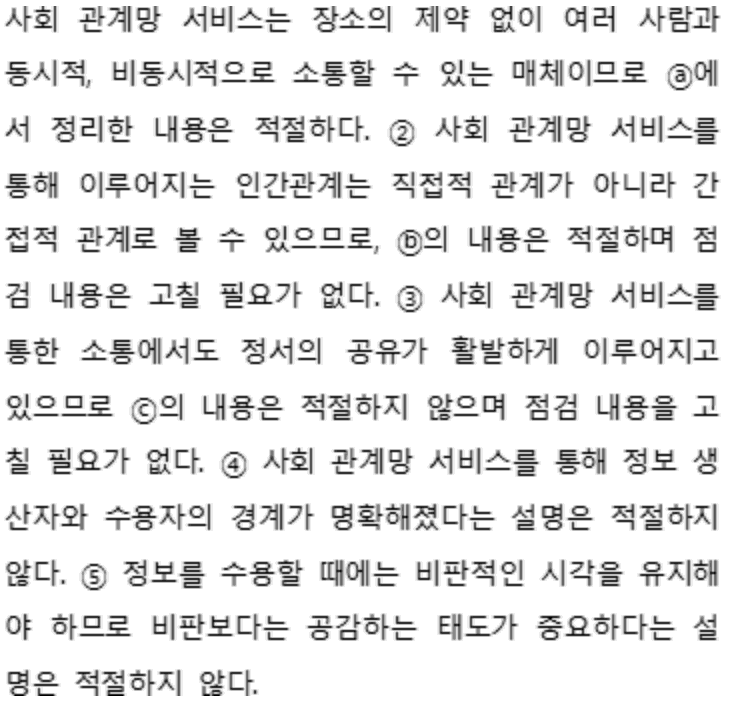 사회 관계망 서비스는 장소의 제약 없이 여러 사람과
동시적, 비동시적으로 소통할 수 있는 매체이므로 ⓐ에
서 정리한 내용은 적절하다. ② 사회 관계망 서비스를
통해 이루어지는 인간관계는 직접적 관계가 아니라 간
접적 관계로 볼 수 있으므로, ⓑ의 내용은 적절하며 점
검 내용은 고칠 필요가 없다. ③ 사회 관계망 서비스를
통한 소통에서도 정서의 공유가 활발하게 이루어지고
있으므로 ⓒ의 내용은 적절하지 않으며 점검 내용을 고
칠 필요가 없다. ④ 사회 관계망 서비스를 통해 정보 생
산자와 수용자의 경계가 명확해졌다는 설명은 적절하지
않다. ⑤ 정보를 수용할 때에는 비판적인 시각을 유지해
야 하므로 비판보다는 공감하는 태도가 중요하다는 설
명은 적절하지 않다.